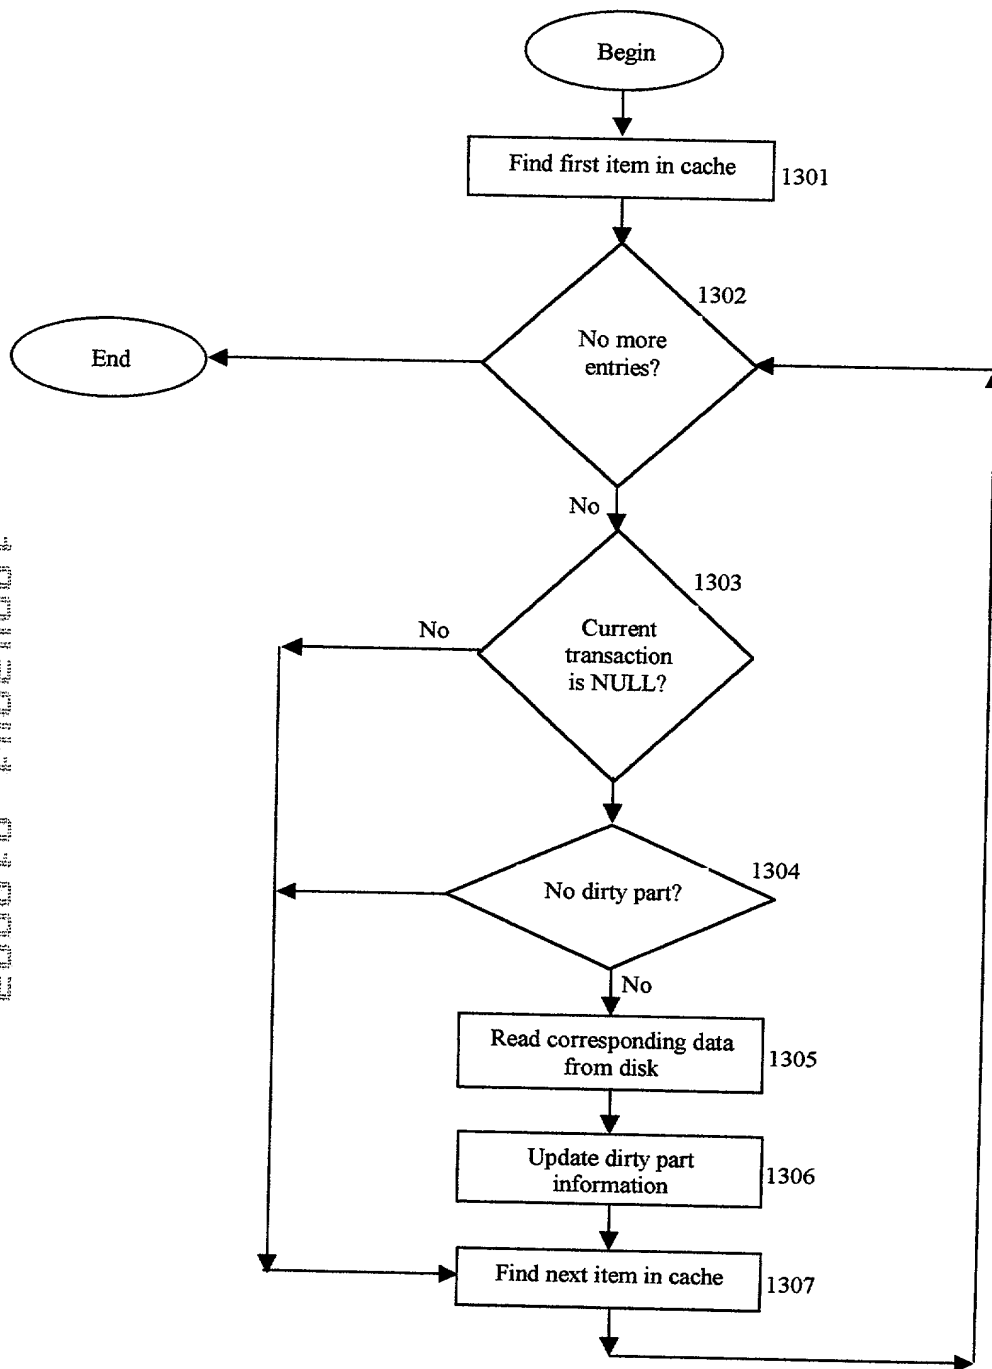 Begin
Find first item in cache
1301
1302
No more
entries?
End
No
1303
Current
transaction
is NULL?
No
1304
No dirty part?
No
Read corresponding data
from disk
1305
Update dirty part
information
1306
Find next item in cache
1307